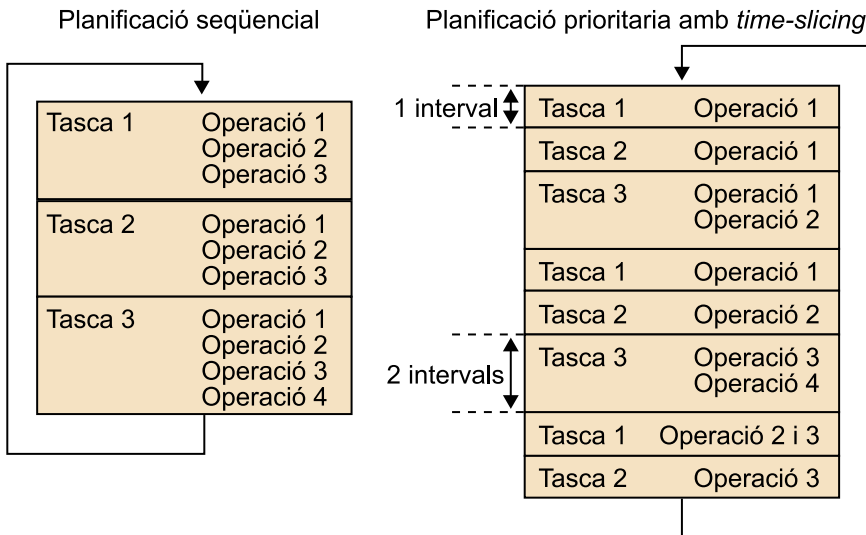 Planificació seqüencial
Tasca 1 Operació 1
Operació 2
Operació 3
Tasca 2 Operació 1
Operació 2
Operació 3
Tasca 3 Operació 1
Operació 2
Operació 3
Operació 4
Planificació prioritaria amb time-slicing
1 interval
Tasca 1 Operació 1
Tasca 2 Operació 1
Tasca 3 Operació 1
Operació 2
Tasca 1 Operació 1
Tasca 2 Operació 2
2 intervals
Tasca 3 Operació 3
Operació 4
Tasca 1 Operació 2 i 3
Tasca 2 Operació 3